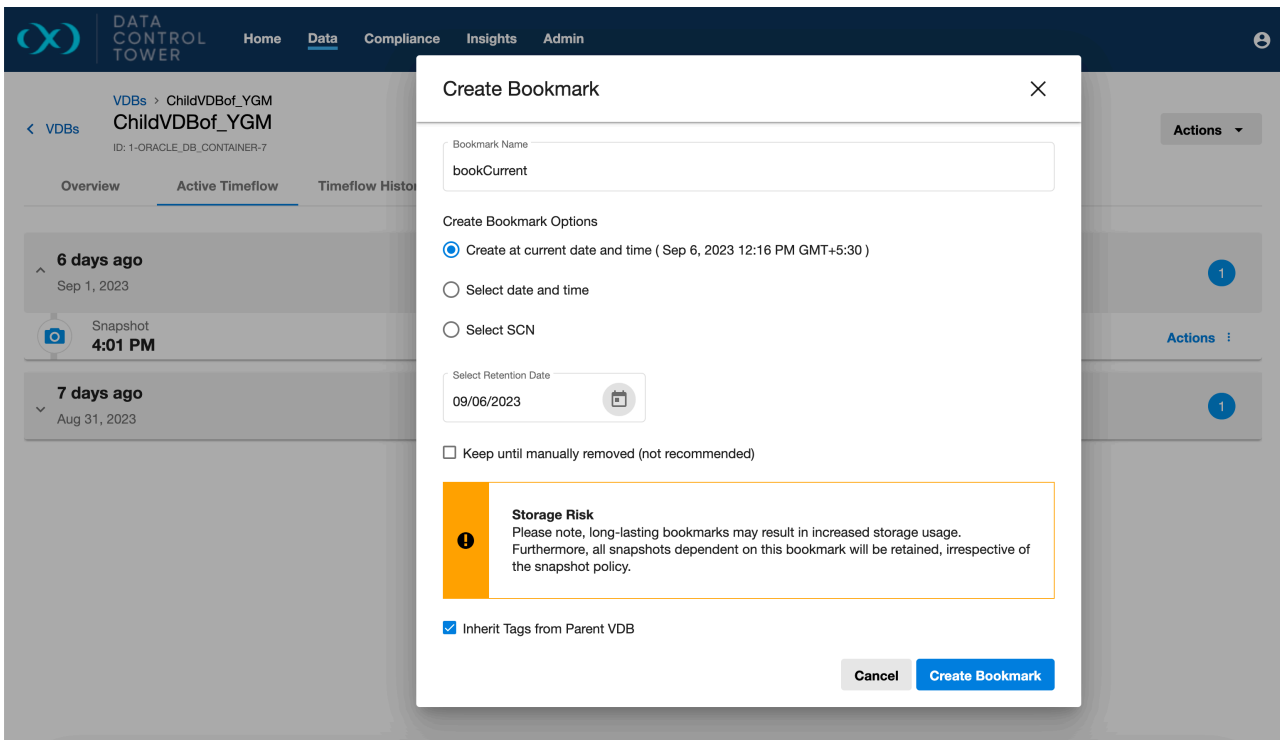 DATA
CONTROL
TOWER
Home Data Compliance Insights Admin
VDBs > ChildVDBof_YGM
VDBs
ChildVDBof_YGM
ID: 1-ORACLE_DB_CONTAINER-7
Actions
Overview Active Timeflow Timeflow Histor
6 days ago
Sep 1, 2023
1
Snapshot
4:01 PM
Actions
7 days ago
Aug 31, 2023
1
Create Bookmark
Bookmark Name
bookCurrent
Create Bookmark Options
Create at current date and time ( Sep 6, 2023 12:16 PM GMT+5:30 )
Select date and time
Select SCN
Select Retention Date
09/06/2023
Keep until manually removed (not recommended)
Storage Risk
Please note, long-lasting bookmarks may result in increased storage usage.
Furthermore, all snapshots dependent on this bookmark will be retained, irrespective of
the snapshot policy.
Inherit Tags from Parent VDB
Cancel Create Bookmark